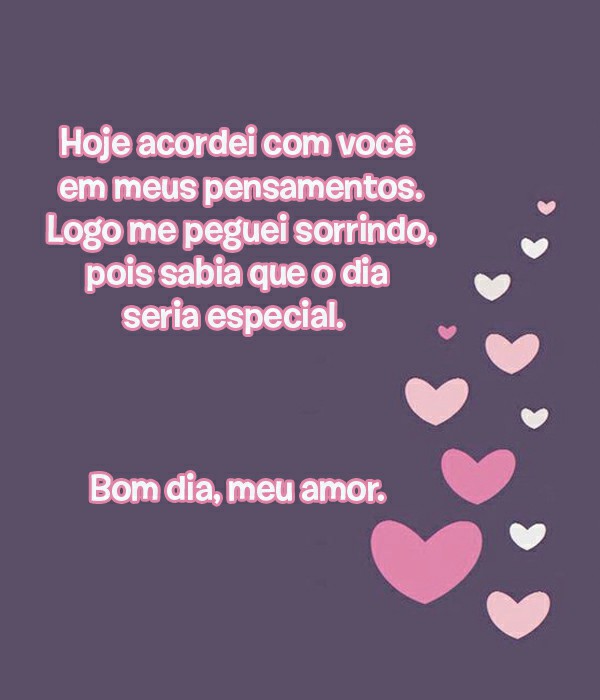 Hoje acordei com você
em meus pensamentos.
Logo me peguei sorrindo,
pois sabia que o dia
seria especial.
Bom dia, meu amor.